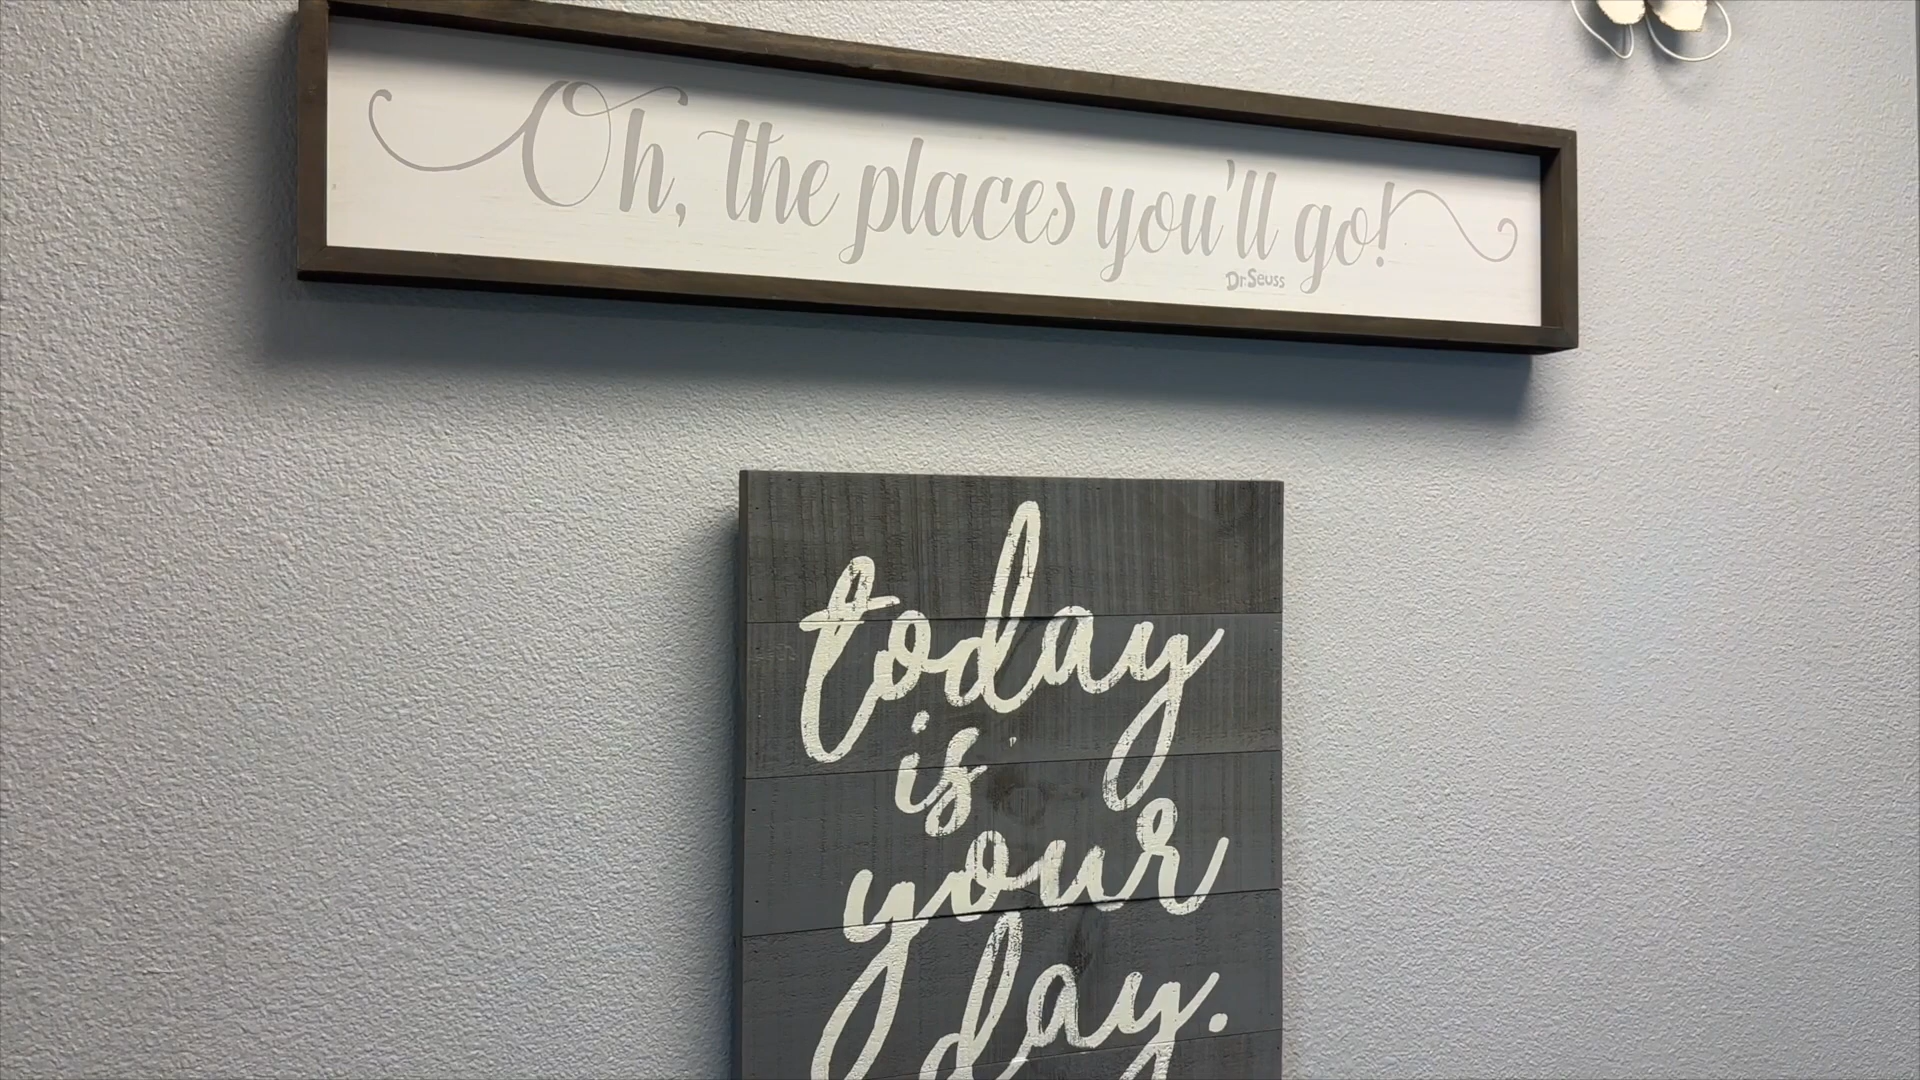 Oh, the places you'll go!
Dr. Seuss
today
is
your
day.